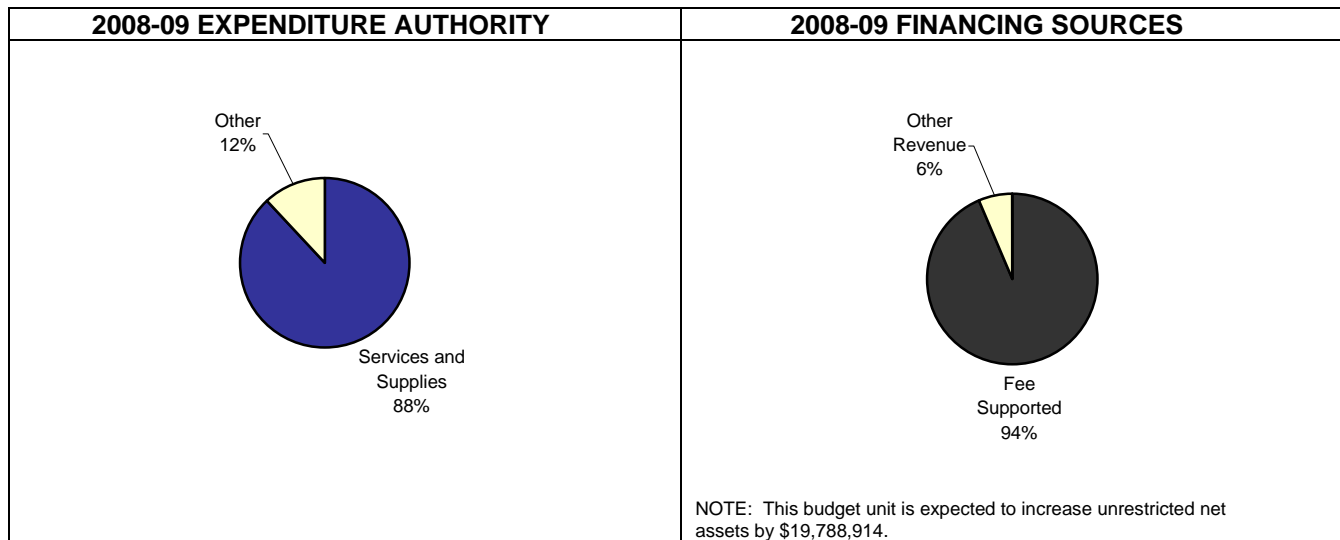 2008-09 EXPENDITURE AUTHORITY
Other
12%
Services and
Supplies
88%
2008-09 FINANCING SOURCES
Other
Revenue
6%
Fee
Supported
94%
NOTE:  This budget unit is expected to increase unrestricted net
assets by $19,788,914.